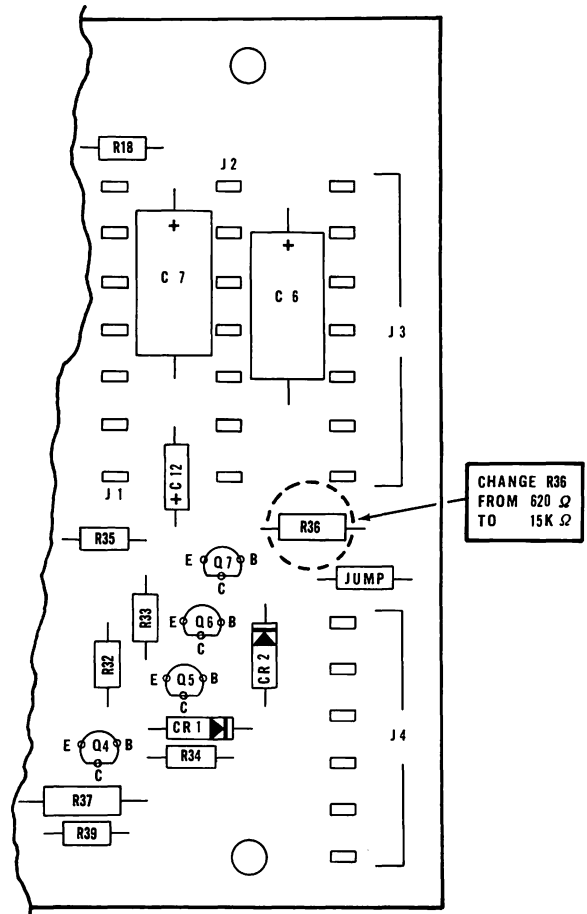 R18
J2
+
C 7
+
C 6
J3
+C 12
J1
CHANGE R36
FROM 620 Ω
TO 15K Ω
R36
R35
E Q7 B
C
JUMP
R33
E Q6 B
C
CR 2
R32
E Q5 B
C
CR 1
J4
E Q4 B
C
R34
R37
R39